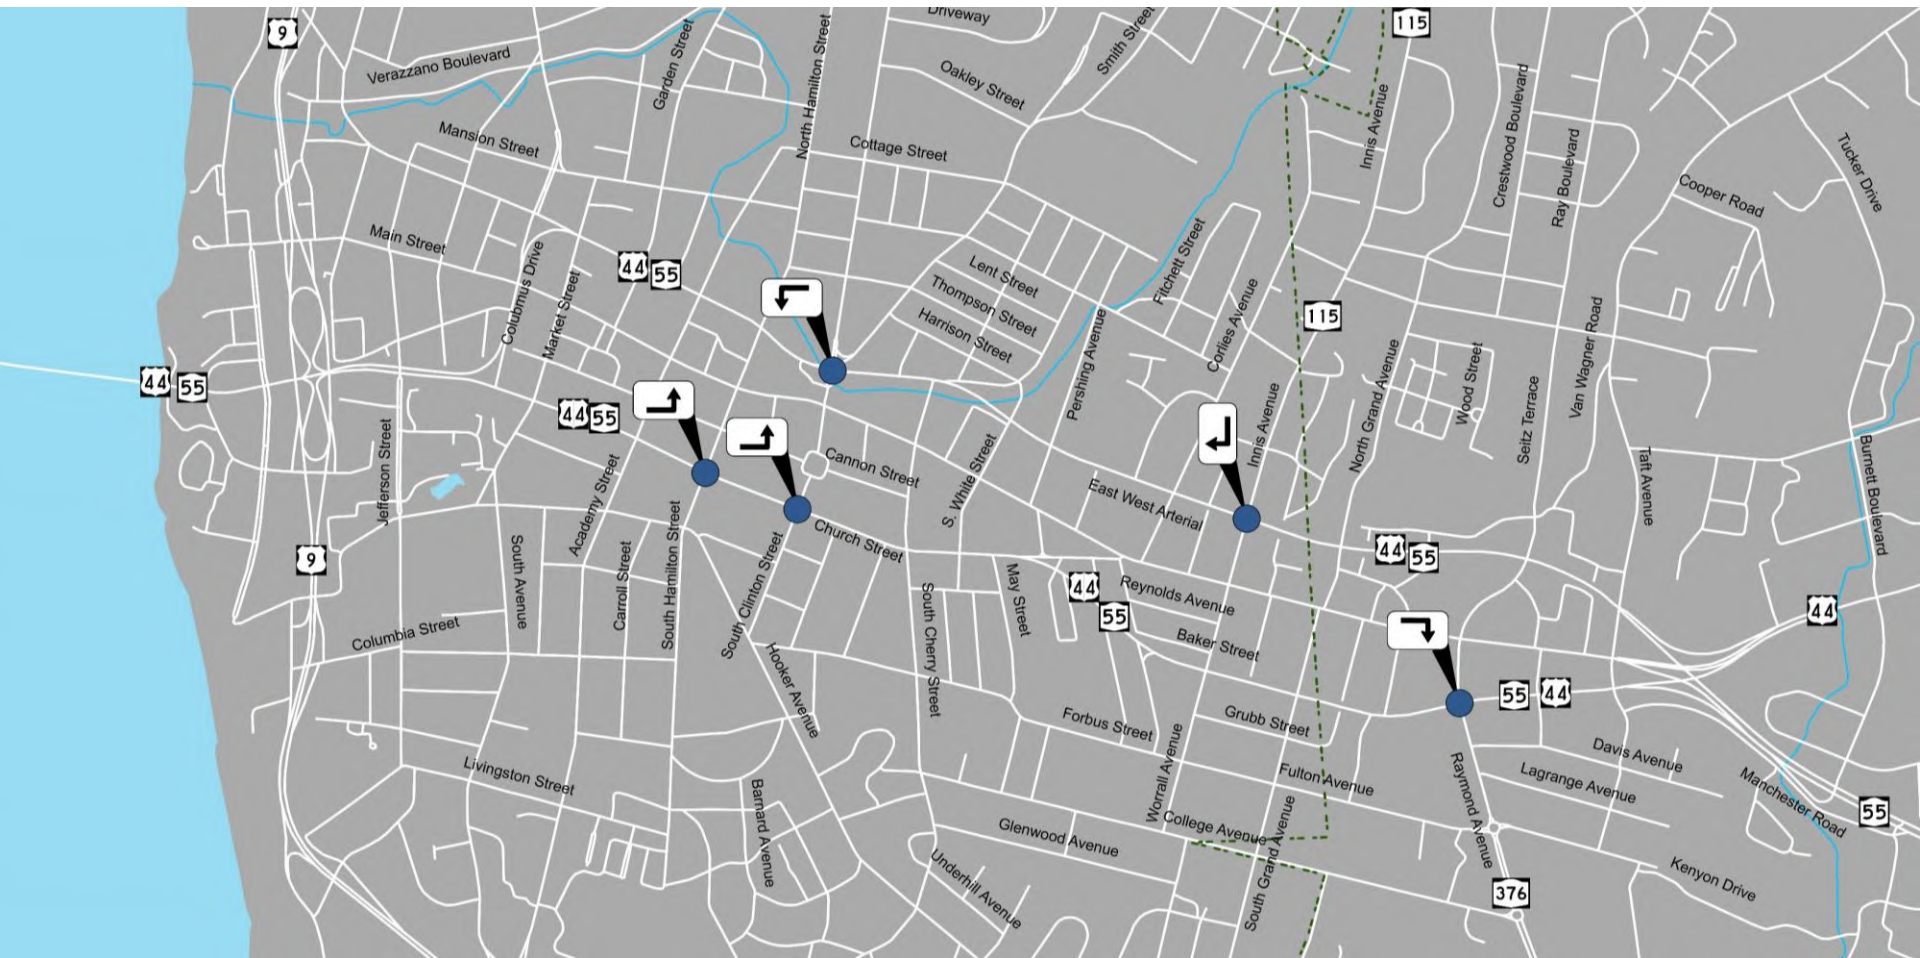 Driveway
9
115
Verazzano Boulevard
Garden Street
North Hamilton Street
Smith Street
Oakley Street
Mansion Street
Cottage Street
Innis Avenue
Crestwood Boulevard
Ray Boulevard
Tucker Drive
Cooper Road
Main Street
Columbus Drive
Market Street
44
55
Lent Street
Thompson Street
Harrison Street
Fitchett Street
Corlies Avenue
115
Pershing Avenue
Van Wagner Road
44
55
44
55
Jefferson Street
Academy Street
Cannon Street
S. White Street
East West Arterial
Innis Avenue
North Grand Avenue
Wood Street
Seitz Terrace
Taft Avenue
Burnett Boulevard
9
South Avenue
Carroll Street
South Hamilton Street
South Clinton Street
Church Street
South Cherry Street
May Street
44
55
Reynolds Avenue
Baker Street
44
55
44
Columbia Street
Hooker Avenue
Forbus Street
Grubb Street
55
44
Livingston Street
Barnard Avenue
Worrall Avenue
Fulton Avenue
Raymond Avenue
Davis Avenue
Lagrange Avenue
Manchester Road
55
Glenwood Avenue
College Avenue
South Grand Avenue
Underhill Avenue
Kenyon Drive
376